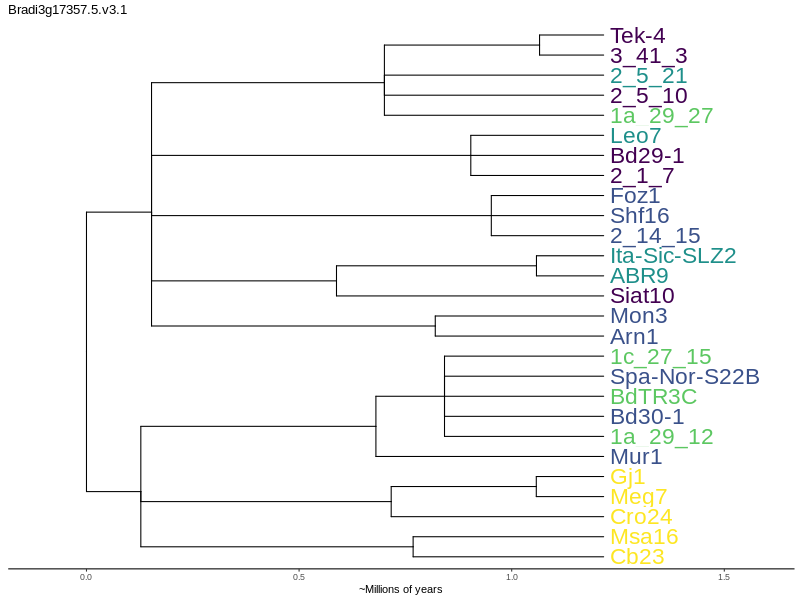 Bradi3g17357.5.v3.1
Tek-4
3_41_3
2_5_21
2_5_10
1a_29_27
Leo7
Bd29-1
2_1_7
Foz1
Shf16
2_14_15
Ita-Sic-SLZ2
ABR9
Siat10
Mon3
Arn1
1c_27_15
Spa-Nor-S22B
BdTR3C
Bd30-1
1a_29_12
Mur1
Gj1
Meg7
Cro24
Msa16
Cb23
0.0 0.5 1.0 1.5
~Millions of years